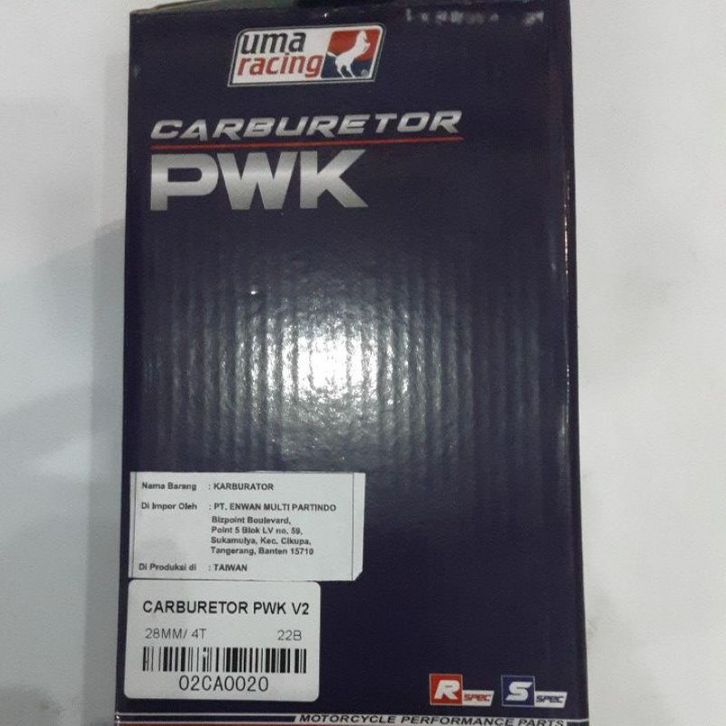 uma
racing
CARBURETOR
PWK
Nama Barang : KARBURATOR
Di Impor Oleh : PT. ENWAN MULTI PARTINDO
Bizpoint Boulevard,
Point 5 Blok LV no. 59,
Sukamulya, Kec. Cikupa,
Tangerang, Banten 15710
Di Produksi di : TAIWAN
CARBURETOR PWK V2
28MM/ 4T 22B
02CA0020
R SPEC S SPEC
MOTORCYCLE PERFORMANCE PARTS